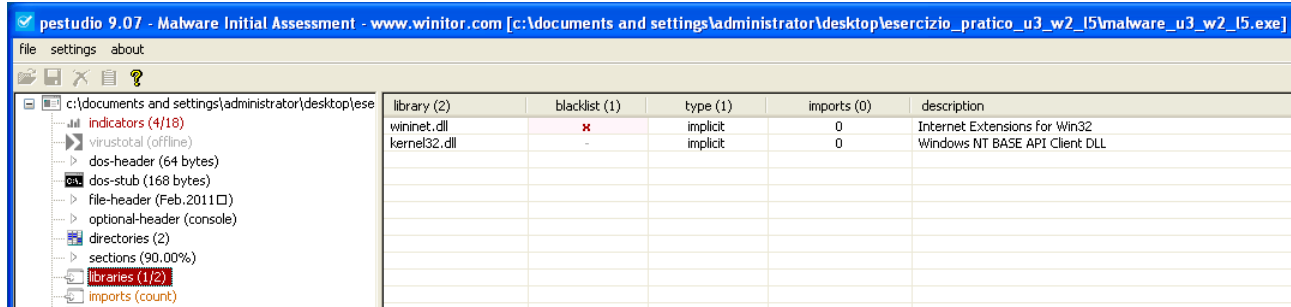 pestudio 9.07 - Malware Initial Assessment - www.winitor.com [c:\documents and settings\administrator\desktop\esercizio_pratico_u3_w2_l5\malware_u3_w2_l5.exe]
file settings about
c:\documents and settings\administrator\desktop\ese
indicators (4/18)
virustotal (offline)
dos-header (64 bytes)
dos-stub (168 bytes)
file-header (Feb.2011□)
optional-header (console)
directories (2)
sections (90.00%)
libraries (1/2)
imports (count)
library (2) blacklist (1) type (1) imports (0) description
wininet.dll x implicit 0 Internet Extensions for Win32
kernel32.dll - implicit 0 Windows NT BASE API Client DLL